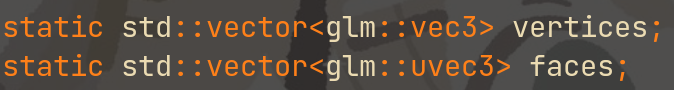 static std::vector<glm::vec3> vertices;
static std::vector<glm::uvec3> faces;